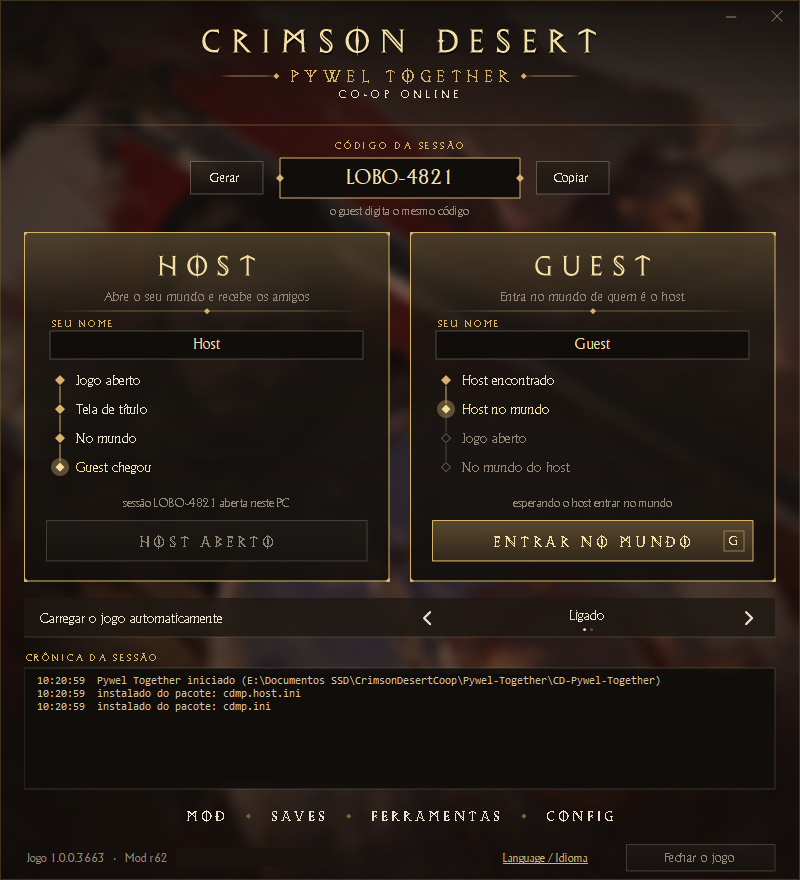 CRIMSON DESERT
PYWEL TOGETHER
CO-OP ONLINE
CÓDIGO DA SESSÃO
Gerar
LOBO-4821
Copiar
o guest digita o mesmo código
HOST
Abre o seu mundo e recebe os amigos
SEU NOME
Host
Jogo aberto
Tela de título
No mundo
Guest chegou
sessão LOBO-4821 aberta neste PC
HOST ABERTO
GUEST
Entra no mundo de quem é o host
SEU NOME
Guest
Host encontrado
Host no mundo
Jogo aberto
No mundo do host
esperando o host entrar no mundo
ENTRAR NO MUNDO G
Carregar o jogo automaticamente
Ligado
CRÔNICA DA SESSÃO
10:20:59 Pywel Together iniciado (E:\Documentos SSD\CrimsonDesertCoop\Pywel-Together\CD-Pywel-Together)
10:20:59 instalado do pacote: cdmp.host.ini
10:20:59 instalado do pacote: cdmp.ini
MOD SAVES FERRAMENTAS CONFIG
Jogo 1.0.0.3663 · Mod r62
Language / Idioma
Fechar o jogo